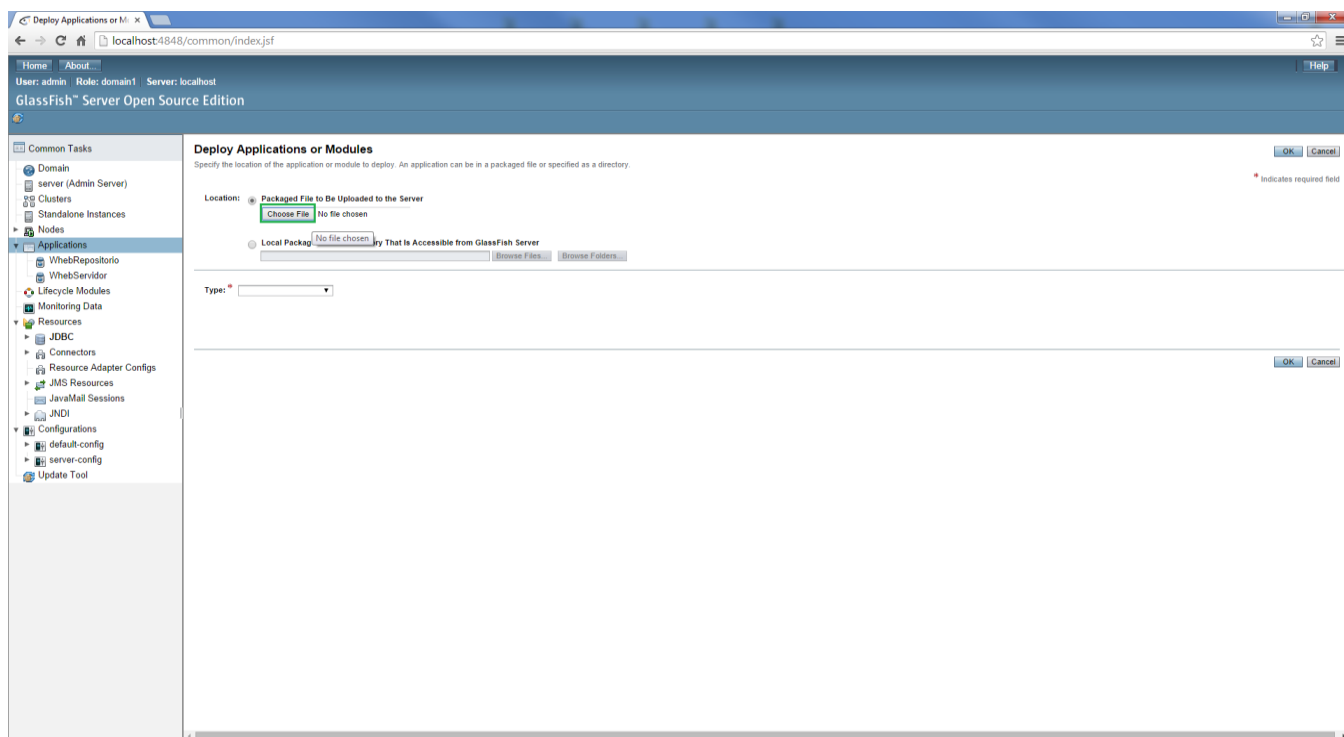 Deploy Applications or M
localhost:4848/common/index.jsf
Home About... Help
User: admin Role: domain1 Server: localhost
GlassFish™ Server Open Source Edition
Common Tasks
Domain
server (Admin Server)
Clusters
Standalone Instances
Nodes
Applications
WhebRepositorio
WhebServidor
Lifecycle Modules
Monitoring Data
Resources
JDBC
Connectors
Resource Adapter Configs
JMS Resources
JavaMail Sessions
JNDI
Configurations
default-config
server-config
Update Tool
Deploy Applications or Modules
OK Cancel
Specify the location of the application or module to deploy. An application can be in a packaged file or specified as a directory.
* Indicates required field
Location: Packaged File to Be Uploaded to the Server
Choose File No file chosen
No file chosen
Local Packag ry That Is Accessible from GlassFish Server
Browse Files... Browse Folders...
Type: *
OK Cancel